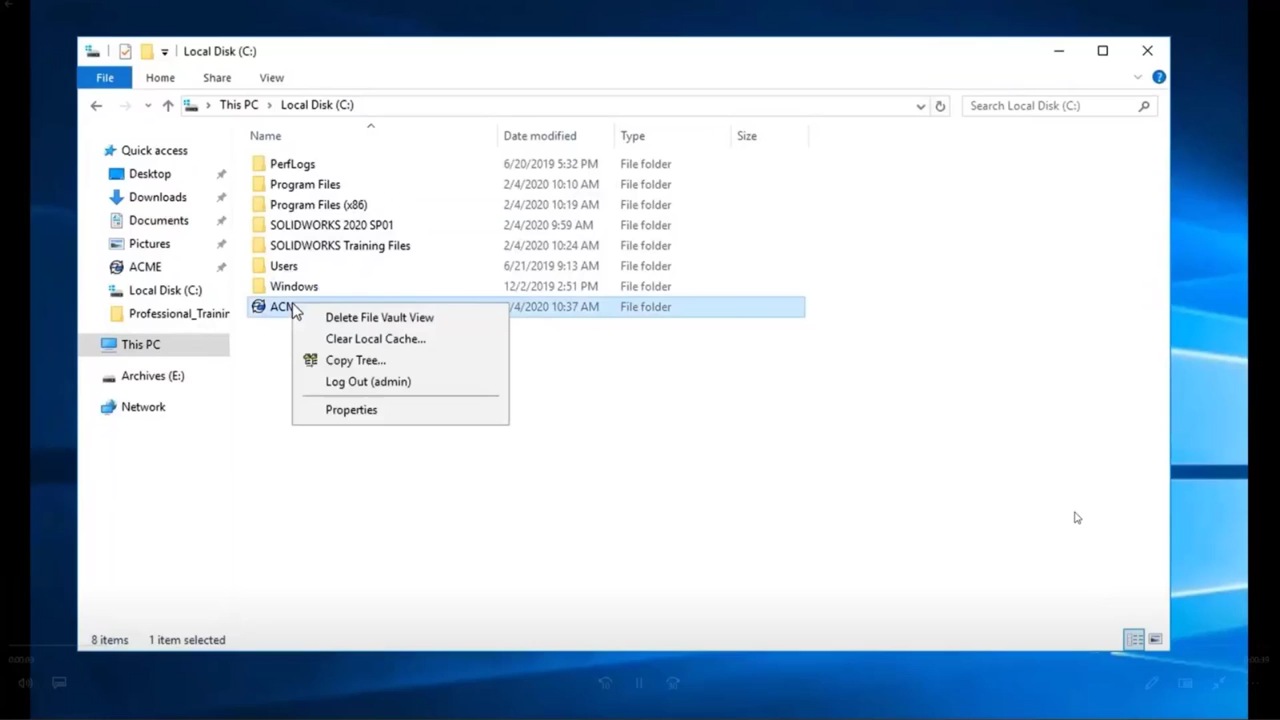 Local Disk (C:)
File Home Share View
This PC > Local Disk (C:)
Search Local Disk (C:)
Name Date modified Type Size
Quick access
Desktop
Downloads
Documents
Pictures
ACME
Local Disk (C:)
Professional_Trainin
This PC
Archives (E:)
Network
PerfLogs 6/20/2019 5:32 PM File folder
Program Files 2/4/2020 10:10 AM File folder
Program Files (x86) 2/4/2020 10:19 AM File folder
SOLIDWORKS 2020 SP01 2/4/2020 9:59 AM File folder
SOLIDWORKS Training Files 2/4/2020 10:24 AM File folder
Users 6/21/2019 9:13 AM File folder
Windows 12/2/2019 2:51 PM File folder
ACM /4/2020 10:37 AM File folder
Delete File Vault View
Clear Local Cache...
Copy Tree...
Log Out (admin)
Properties
8 items 1 item selected